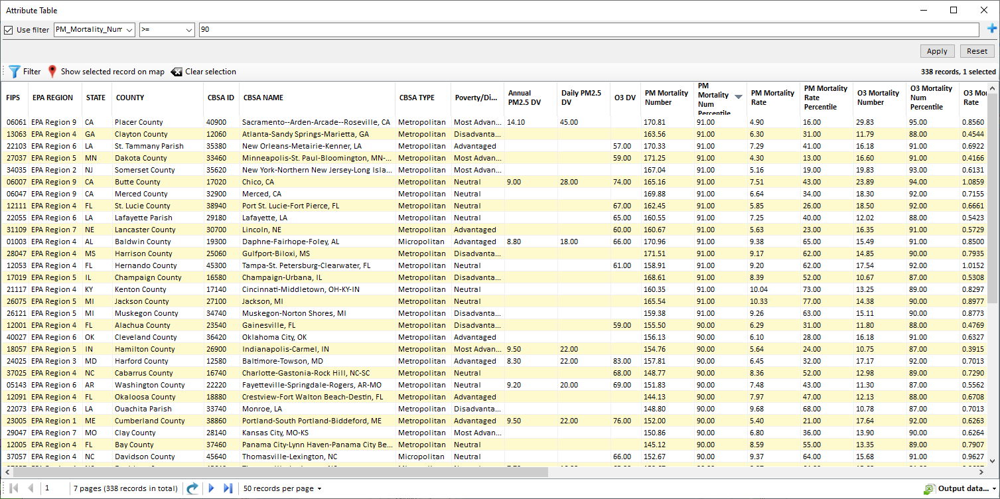 Attribute Table
Use filter PM_Mortality_Num >= 90
Apply Reset
Filter Show selected record on map Clear selection 338 records, 1 selected
FIPS EPA REGION STATE COUNTY CBSA ID CBSA NAME CBSA TYPE Poverty/Di... Annual PM2.5 DV Daily PM2.5 DV O3 DV PM Mortality Number PM Mortality Num Percentile PM Mortality Rate PM Mortality Rate Percentile O3 Mortality Number O3 Mortality Num Percentile O3 Mor Rate
06061 EPA Region 9 CA Placer County 40900 Sacramento--Arden-Arcade--Roseville, CA Metropolitan Most Advan... 14.10 45.00 170.81 91.00 4.90 16.00 29.83 95.00 0.8560
13063 EPA Region 4 GA Clayton County 12060 Atlanta-Sandy Springs-Marietta, GA Metropolitan Disadvanta... 163.56 91.00 6.30 31.00 11.79 88.00 0.4544
22103 EPA Region 6 LA St. Tammany Parish 35380 New Orleans-Metairie-Kenner, LA Metropolitan Advantaged 57.00 170.33 91.00 7.29 41.00 16.18 91.00 0.6922
27037 EPA Region 5 MN Dakota County 33460 Minneapolis-St. Paul-Bloomington, MN-... Metropolitan Most Advan... 59.00 171.25 91.00 4.30 13.00 16.60 91.00 0.4166
34035 EPA Region 2 NJ Somerset County 35620 New York-Northern New Jersey-Long Isla... Metropolitan Most Advan... 167.04 91.00 5.16 19.00 19.83 93.00 0.6131
06007 EPA Region 9 CA Butte County 17020 Chico, CA Metropolitan Neutral 9.00 28.00 74.00 165.16 91.00 7.51 43.00 23.89 94.00 1.0859
06047 EPA Region 9 CA Merced County 32900 Merced, CA Metropolitan Neutral 169.88 91.00 6.64 34.00 18.30 92.00 0.7155
12111 EPA Region 4 FL St. Lucie County 38940 Port St. Lucie-Fort Pierce, FL Metropolitan Neutral 67.00 162.45 91.00 5.85 26.00 18.50 92.00 0.6661
22055 EPA Region 6 LA Lafayette Parish 29180 Lafayette, LA Metropolitan Neutral 65.00 160.55 91.00 7.25 40.00 12.02 88.00 0.5423
31109 EPA Region 7 NE Lancaster County 30700 Lincoln, NE Metropolitan Advantaged 60.00 160.67 91.00 5.63 23.00 16.35 91.00 0.5729
01003 EPA Region 4 AL Baldwin County 19300 Daphne-Fairhope-Foley, AL Micropolitan Advantaged 8.80 18.00 66.00 170.96 91.00 9.38 65.00 15.49 91.00 0.8500
28047 EPA Region 4 MS Harrison County 25060 Gulfport-Biloxi, MS Metropolitan Disadvanta... 171.51 91.00 9.17 62.00 14.85 90.00 0.7935
12053 EPA Region 4 FL Hernando County 45300 Tampa-St. Petersburg-Clearwater, FL Metropolitan Neutral 61.00 158.91 91.00 9.20 62.00 17.54 92.00 1.0152
17019 EPA Region 5 IL Champaign County 16580 Champaign-Urbana, IL Metropolitan Disadvanta... 168.61 91.00 8.39 52.00 10.67 87.00 0.5308
21117 EPA Region 4 KY Kenton County 17140 Cincinnati-Middletown, OH-KY-IN Metropolitan Neutral 160.35 91.00 10.04 73.00 13.25 89.00 0.8297
26075 EPA Region 5 MI Jackson County 27100 Jackson, MI Metropolitan Neutral 165.54 91.00 10.33 77.00 14.38 90.00 0.8977
26121 EPA Region 5 MI Muskegon County 34740 Muskegon-Norton Shores, MI Metropolitan Disadvanta... 159.38 91.00 9.26 63.00 15.11 90.00 0.8773
12001 EPA Region 4 FL Alachua County 23540 Gainesville, FL Metropolitan Disadvanta... 59.00 155.50 90.00 6.29 31.00 11.80 88.00 0.4769
40027 EPA Region 6 OK Cleveland County 36420 Oklahoma City, OK Metropolitan Advantaged 156.13 90.00 6.10 28.00 16.18 91.00 0.6327
18057 EPA Region 5 IN Hamilton County 26900 Indianapolis-Carmel, IN Metropolitan Most Advan... 9.50 22.00 154.76 90.00 5.64 24.00 10.75 87.00 0.3915
24025 EPA Region 3 MD Harford County 12580 Baltimore-Towson, MD Metropolitan Advantaged 8.30 22.00 83.00 157.81 90.00 6.45 32.00 17.17 92.00 0.7013
37025 EPA Region 4 NC Cabarrus County 16740 Charlotte-Gastonia-Rock Hill, NC-SC Metropolitan Neutral 68.00 148.77 90.00 8.36 52.00 12.98 89.00 0.7290
05143 EPA Region 6 AR Washington County 22220 Fayetteville-Springdale-Rogers, AR-MO Metropolitan Neutral 9.20 20.00 69.00 151.83 90.00 7.48 43.00 11.30 87.00 0.5562
12091 EPA Region 4 FL Okaloosa County 18880 Crestview-Fort Walton Beach-Destin, FL Metropolitan Advantaged 144.13 90.00 7.97 47.00 12.13 88.00 0.6708
22073 EPA Region 6 LA Ouachita Parish 33740 Monroe, LA Metropolitan Disadvanta... 148.80 90.00 9.68 68.00 10.78 87.00 0.7013
23005 EPA Region 1 ME Cumberland County 38860 Portland-South Portland-Biddeford, ME Metropolitan Advantaged 9.50 22.00 76.00 152.00 90.00 5.40 21.00 17.64 92.00 0.6263
29047 EPA Region 7 MO Clay County 28140 Kansas City, MO-KS Metropolitan Most Advan... 150.86 90.00 6.80 36.00 13.90 90.00 0.6264
12005 EPA Region 4 FL Bay County 37460 Panama City-Lynn Haven-Panama City Be... Metropolitan Neutral 145.12 90.00 8.59 55.00 13.35 89.00 0.7907
37057 EPA Region 4 NC Davidson County 45640 Thomasville-Lexington, NC Micropolitan Neutral 66.00 152.67 90.00 9.37 64.00 15.68 91.00 0.9627
1 7 pages (338 records in total) 50 records per page Output data...